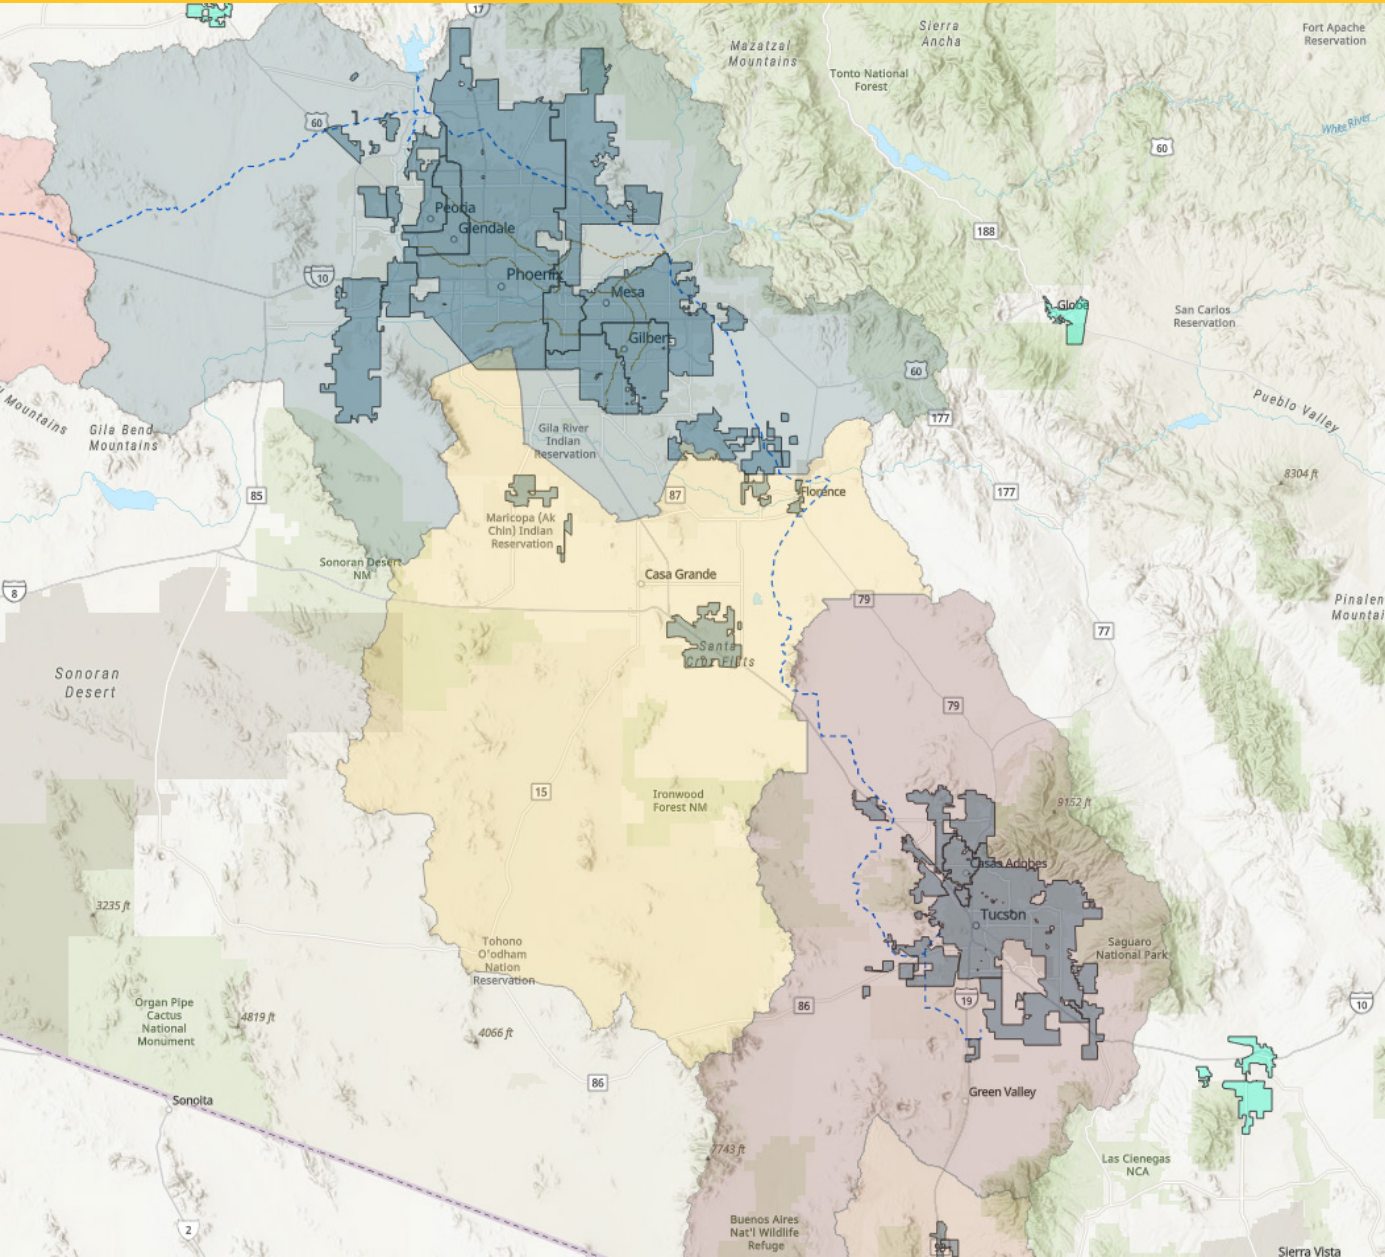 17
Sierra
Ancha
Fort Apache
Reservation
Mazatzal
Mountains
Tonto National
Forest
60
1
White River
60
Peoria
Glendale
188
10
Phoenix
Mesa
Globe
San Carlos
Reservation
Gilbert
60
Mountains
Gila Bend
Mountains
177
Pueblo Valley
Gila River
Indian
Reservation
8304 ft
85
87
Florence
177
Maricopa (Ak
Chin) Indian
Reservation
Sonoran Desert
NM
Casa Grande
8
79
Pinalen
Mountai
77
Santa
Cruz Flats
Sonoran
Desert
79
15
Ironwood
Forest NM
9152 ft
Casas Adobes
3235 ft
Tucson
Tohono
O'odham
Nation
Reservation
Saguaro
National Park
Organ Pipe
Cactus
National
Monument
86
19
10
4819 ft
4066 ft
86
Green Valley
Sonoita
7743 ft
Las Cienegas
NCA
2
Buenos Aires
Nat'l Wildlife
Refuge
Sierra Vista